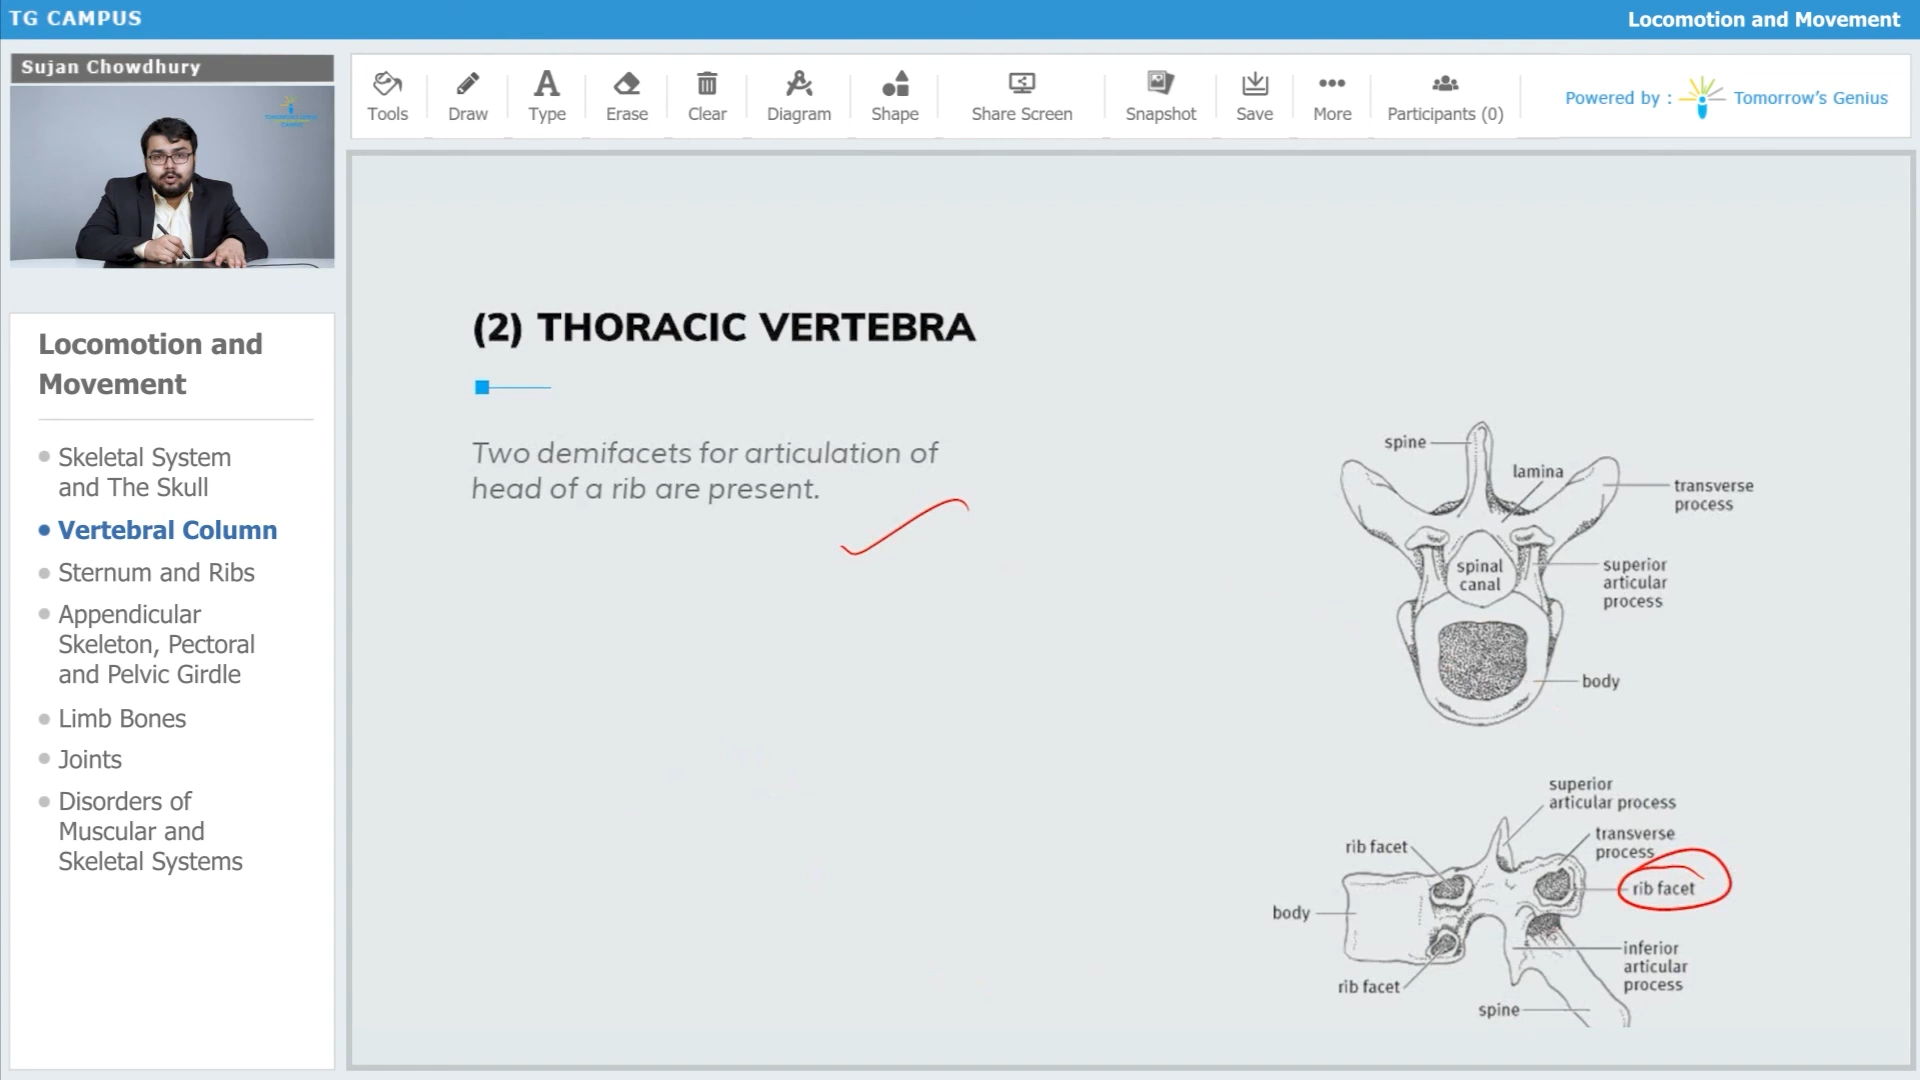 TG CAMPUS
Locomotion and Movement
Sujan Chowdhury
Tools
Draw
Type
Erase
Clear
Diagram
Shape
Share Screen
Snapshot
Save
More
Participants (0)
Powered by :
Tomorrow's Genius
Locomotion and
Movement
Skeletal System
and The Skull
Vertebral Column
Sternum and Ribs
Appendicular
Skeleton, Pectoral
and Pelvic Girdle
Limb Bones
Joints
Disorders of
Muscular and
Skeletal Systems
(2) THORACIC VERTEBRA
Two demifacets for articulation of
head of a rib are present.
spine
lamina
transverse
process
spinal
canal
superior
articular
process
body
superior
articular process
transverse
process
rib facet
rib facet
body
inferior
articular
process
rib facet
spine